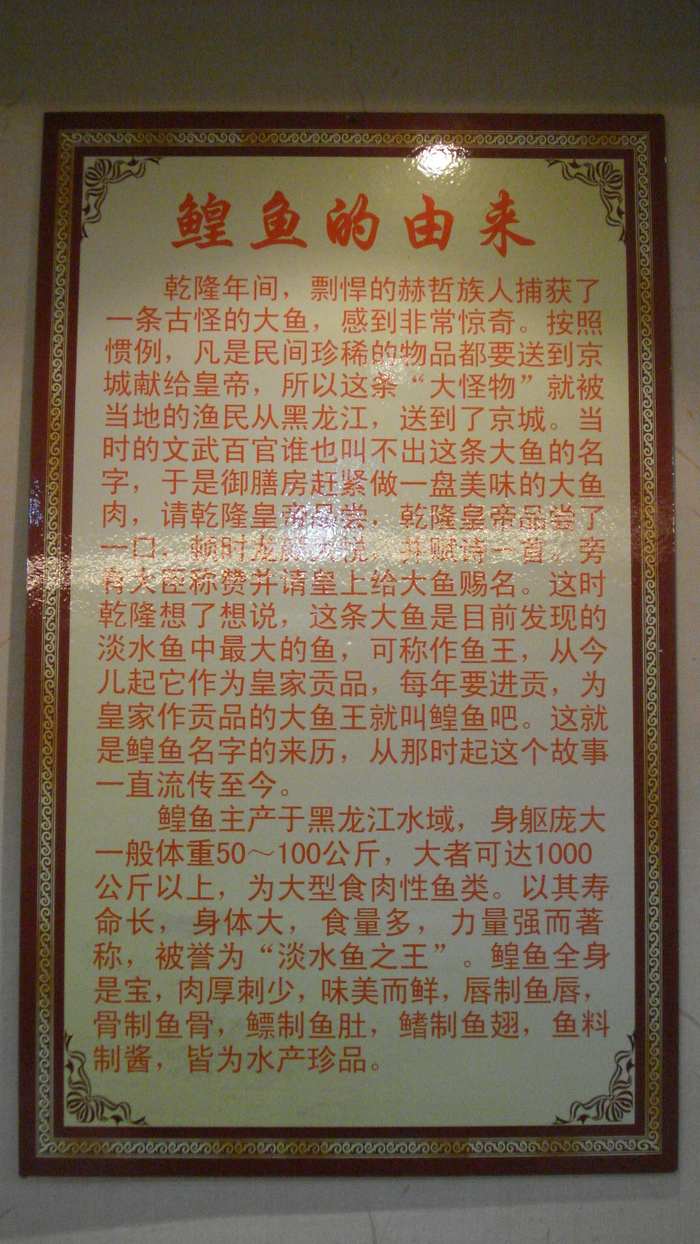 鳇鱼的由来
乾隆年间，剽悍的赫哲族人捕获了
一条古怪的大鱼，感到非常惊奇。按照
惯例，凡是民间珍稀的物品都要送到京
城献给皇帝，所以这条“大怪物”就被
当地的渔民从黑龙江，送到了京城。当
时的文武百官谁也叫不出这条大鱼的名
字，于是御膳房赶紧做一盘美味的大鱼
肉，请乾隆皇帝品尝，乾隆皇帝品尝了
一口，顿时龙颜大悦，并赋诗一首。旁
有大臣称赞并请皇上给大鱼赐名。这时
乾隆想了想说，这条大鱼是目前发现的
淡水鱼中最大的鱼，可称作鱼王，从今
儿起它作为皇家贡品，每年要进贡，为
皇家作贡品的大鱼王就叫鳇鱼吧。这就
是鳇鱼名字的来历，从那时起这个故事
一直流传至今。
鳇鱼主产于黑龙江水域，身躯庞大
一般体重50～100公斤，大者可达1000
公斤以上，为大型食肉性鱼类。以其寿
命长，身体大，食量多，力量强而著
称，被誉为“淡水鱼之王”。鳇鱼全身
是宝，肉厚刺少，味美而鲜，唇制鱼唇，
骨制鱼骨，鳔制鱼肚，鳍制鱼翅，鱼料
制酱，皆为水产珍品。